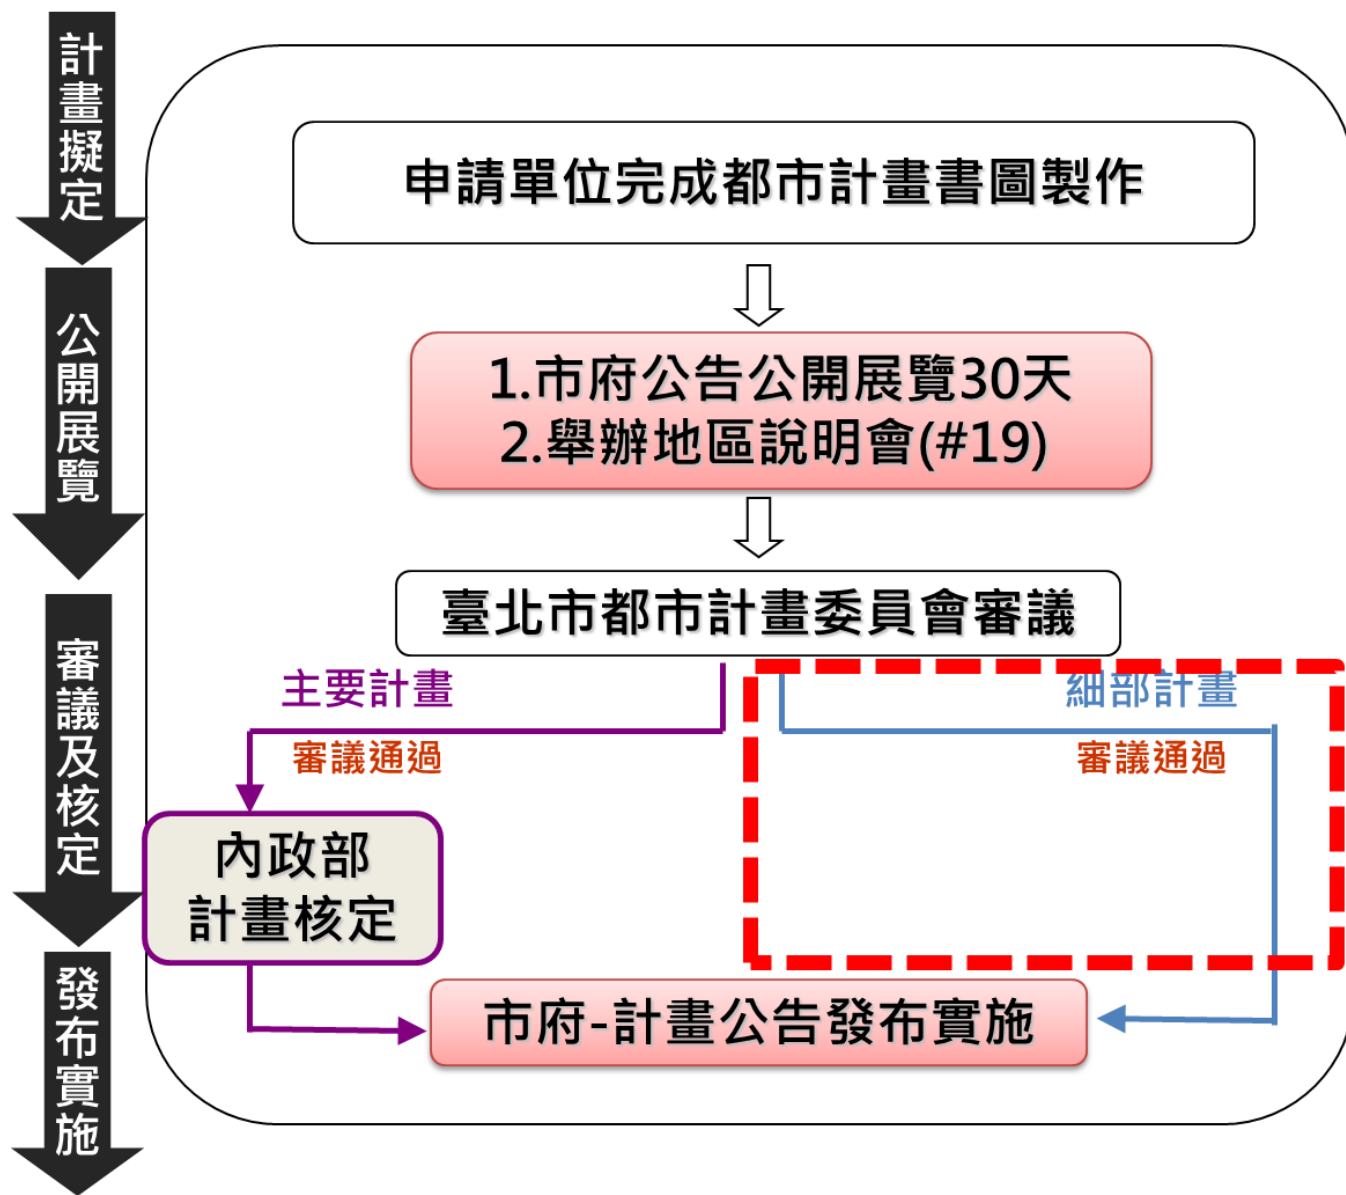 計畫擬定
申請單位完成都市計畫書圖製作
公開展覽
1.市府公告公開展覽30天
2.舉辦地區說明會(#19)
審議及核定
臺北市都市計畫委員會審議
主要計畫
細部計畫
審議通過
審議通過
內政部
計畫核定
發布實施
市府-計畫公告發布實施